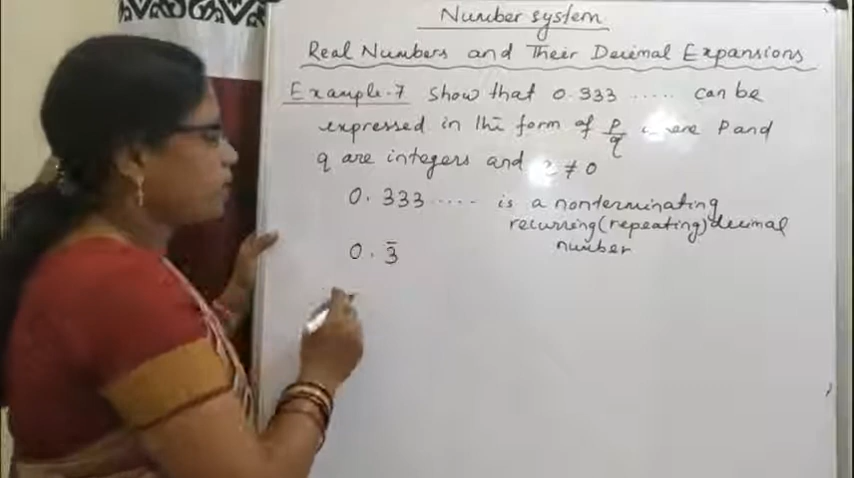 Number system
Real Numbers and Their Decimal Expansions
Example-7 Show that 0.333 ..... can be
expressed in the form of p/q where P and
q are integers and q ≠ 0
0.333 .... is a nonterminating
recurring (repeating) decimal
number
0.3̅